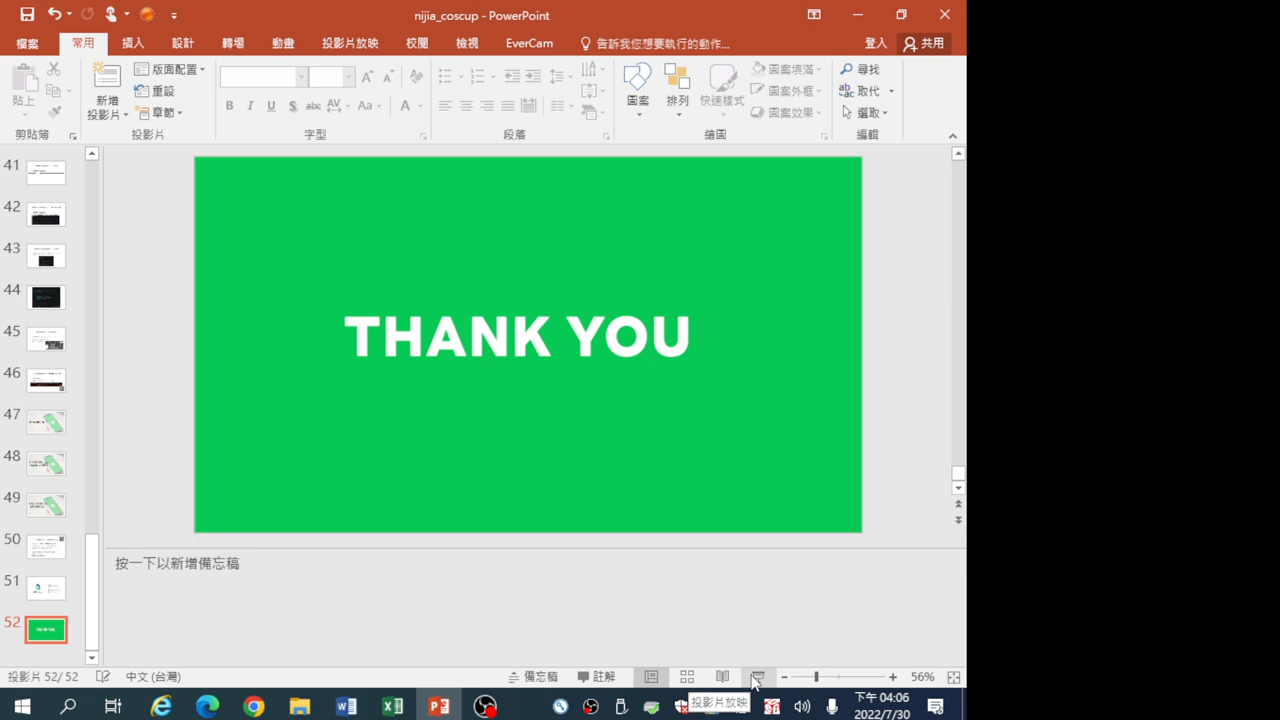 nijia_coscup - PowerPoint
檔案 常用 插入 設計 轉場 動畫 投影片放映 校閱 檢視 EverCam 告訴我您想要執行的動作... 登入 共用
貼上
剪貼簿
新增
投影片
版面配置
重設
章節
投影片
B I U S abc AV Aa A
字型
段落
圖案
排列
快速樣式
圖案填滿
圖案外框
圖案效果
繪圖
尋找
取代
選取
編輯
41
42
43
44
45
46
47
48
49
50
51
52
THANK YOU
按一下以新增備忘稿
投影片 52/ 52 中文 (台灣) 備忘稿 註解 56%
投影片放映
下午 04:06
2022/7/30